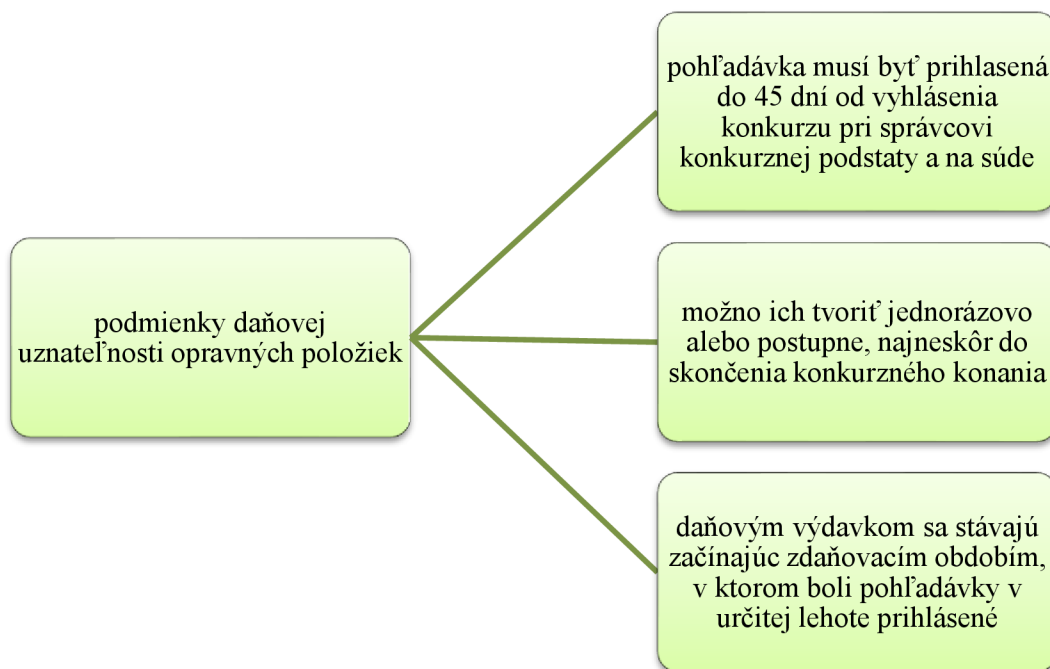 pohľadávka musí byť prihlasená
do 45 dní od vyhlásenia
konkurzu pri správcovi
konkurznej podstaty a na súde
podmienky daňovej
uznateľnosti opravných položiek
možno ich tvoriť jednorázovo
alebo postupne, najneskôr do
skončenia konkurzného konania
daňovým výdavkom sa stávajú
začínajúc zdaňovacím obdobím,
v ktorom boli pohľadávky v
určitej lehote prihlásené